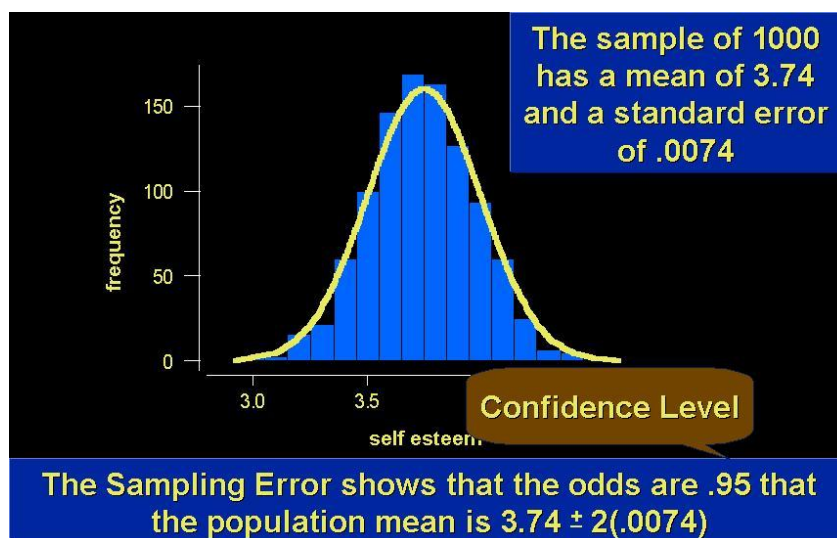 The sample of 1000
has a mean of 3.74
and a standard error
of .0074
150
100
50
0
frequency
3.0
3.5
self esteem
Confidence Level
The Sampling Error shows that the odds are .95 that
the population mean is 3.74 ± 2(.0074)